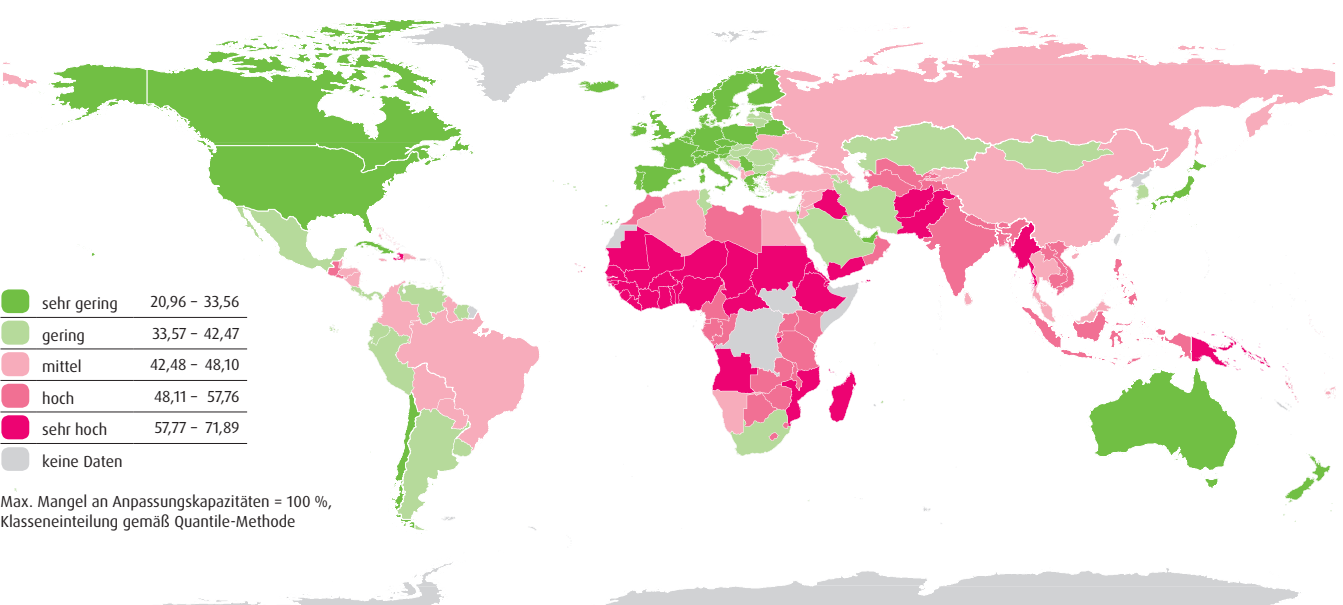 sehr gering 20,96 – 33,56
gering 33,57 – 42,47
mittel 42,48 – 48,10
hoch 48,11 – 57,76
sehr hoch 57,77 – 71,89
keine Daten
Max. Mangel an Anpassungskapazitäten = 100 %,
Klasseneinteilung gemäß Quantile-Methode